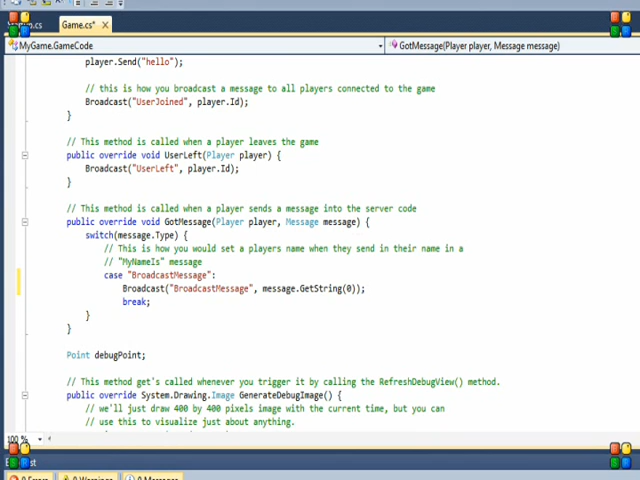 Game.cs*
MyGame.GameCode
GotMessage(Player player, Message message)
player.Send("hello");
// this is how you broadcast a message to all players connected to the game
Broadcast("UserJoined", player.Id);
}
// This method is called when a player leaves the game
public override void UserLeft(Player player) {
Broadcast("UserLeft", player.Id);
}
// This method is called when a player sends a message into the server code
public override void GotMessage(Player player, Message message) {
switch(message.Type) {
// This is how you would set a players name when they send in their name in a
// "MyNameIs" message
case "BroadcastMessage":
Broadcast("BroadcastMessage", message.GetString(0));
break;
}
}
Point debugPoint;
// This method get's called whenever you trigger it by calling the RefreshDebugView() method.
public override System.Drawing.Image GenerateDebugImage() {
// we'll just draw 400 by 400 pixels image with the current time, but you can
// use this to visualize just about anything.
100 %